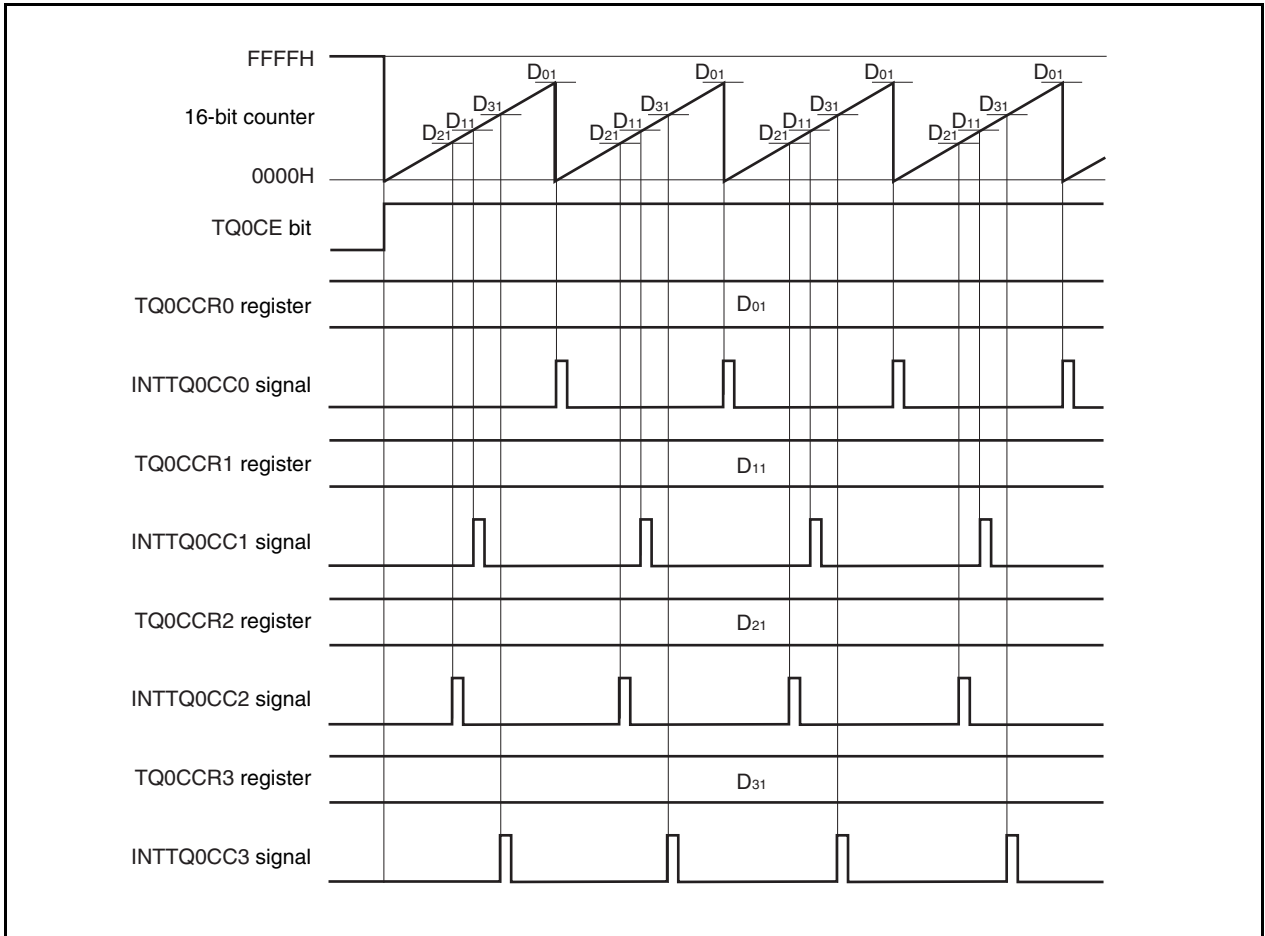 FFFFH
D01 D01 D01 D01
16-bit counter
D31 D31 D31 D31
D11 D11 D11 D11
D21 D21 D21 D21
0000H
TQ0CE bit
TQ0CCR0 register
D01
INTTQ0CC0 signal
TQ0CCR1 register
D11
INTTQ0CC1 signal
TQ0CCR2 register
D21
INTTQ0CC2 signal
TQ0CCR3 register
D31
INTTQ0CC3 signal